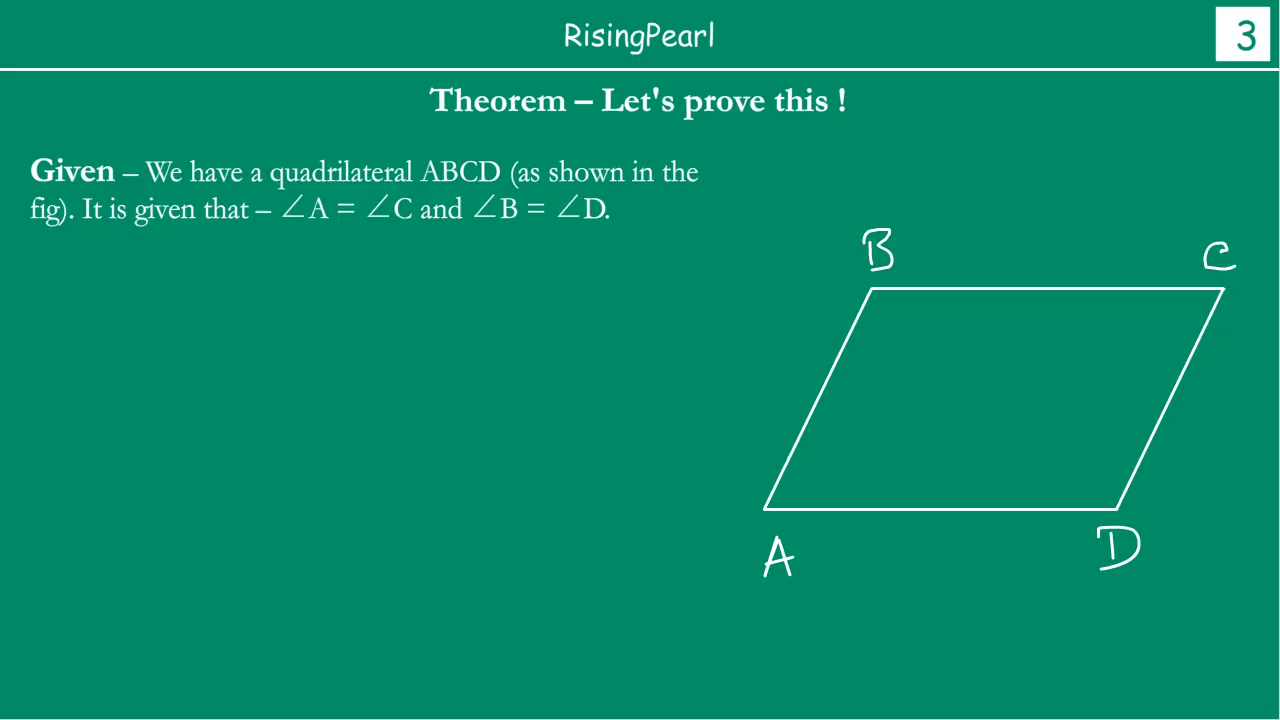 RisingPearl
3
Theorem – Let's prove this !
Given – We have a quadrilateral ABCD (as shown in the
fig). It is given that – ∠A = ∠C and ∠B = ∠D.
B
C
A
D